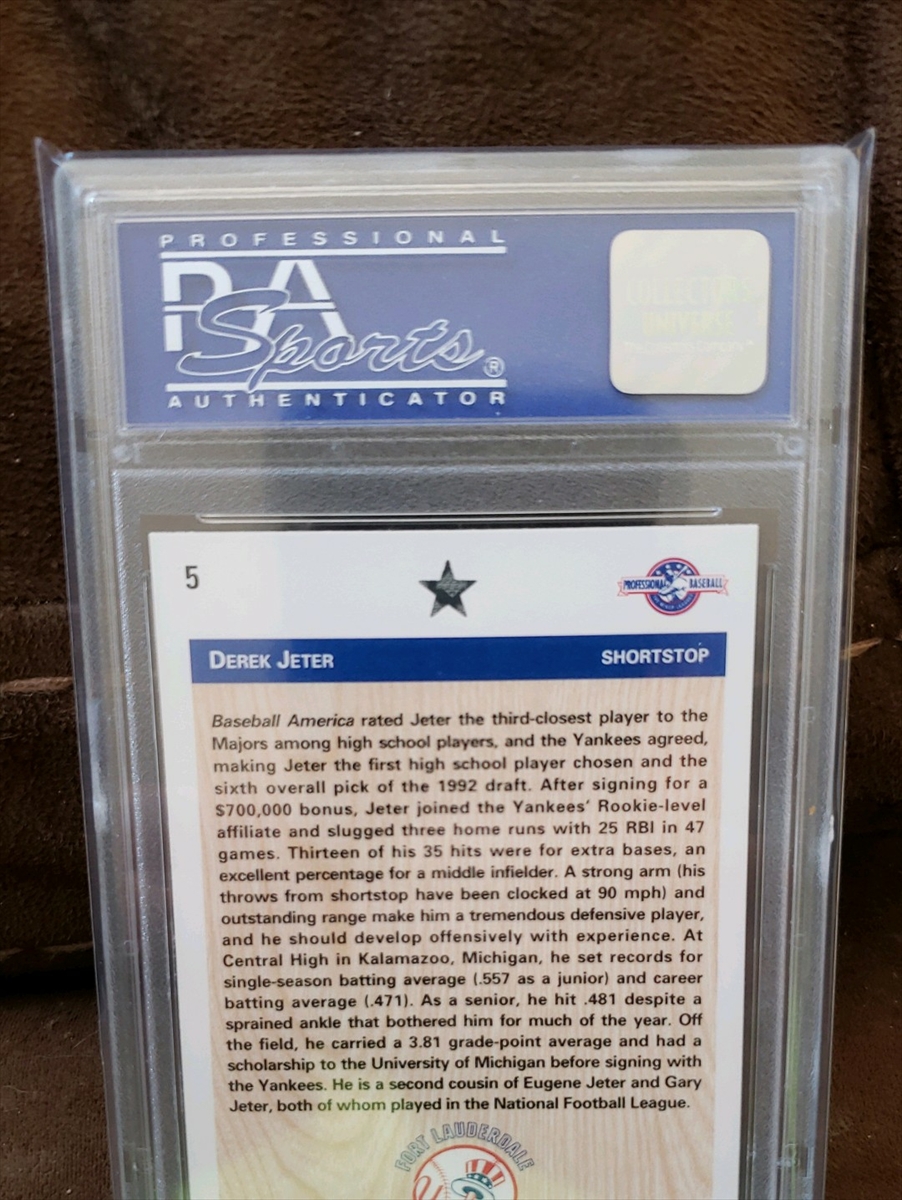 PROFESSIONAL
PSA
Sports®
AUTHENTICATOR
COLLECTORS
UNIVERSE
5
PROFESSIONAL BASEBALL
DEREK JETER SHORTSTOP
Baseball America rated Jeter the third-closest player to the
Majors among high school players, and the Yankees agreed,
making Jeter the first high school player chosen and the
sixth overall pick of the 1992 draft. After signing for a
$700,000 bonus, Jeter joined the Yankees' Rookie-level
affiliate and slugged three home runs with 25 RBI in 47
games. Thirteen of his 35 hits were for extra bases, an
excellent percentage for a middle infielder. A strong arm (his
throws from shortstop have been clocked at 90 mph) and
outstanding range make him a tremendous defensive player,
and he should develop offensively with experience. At
Central High in Kalamazoo, Michigan, he set records for
single-season batting average (.557 as a junior) and career
batting average (.471). As a senior, he hit .481 despite a
sprained ankle that bothered him for much of the year. Off
the field, he carried a 3.81 grade-point average and had a
scholarship to the University of Michigan before signing with
the Yankees. He is a second cousin of Eugene Jeter and Gary
Jeter, both of whom played in the National Football League.
FORT LAUDERDALE